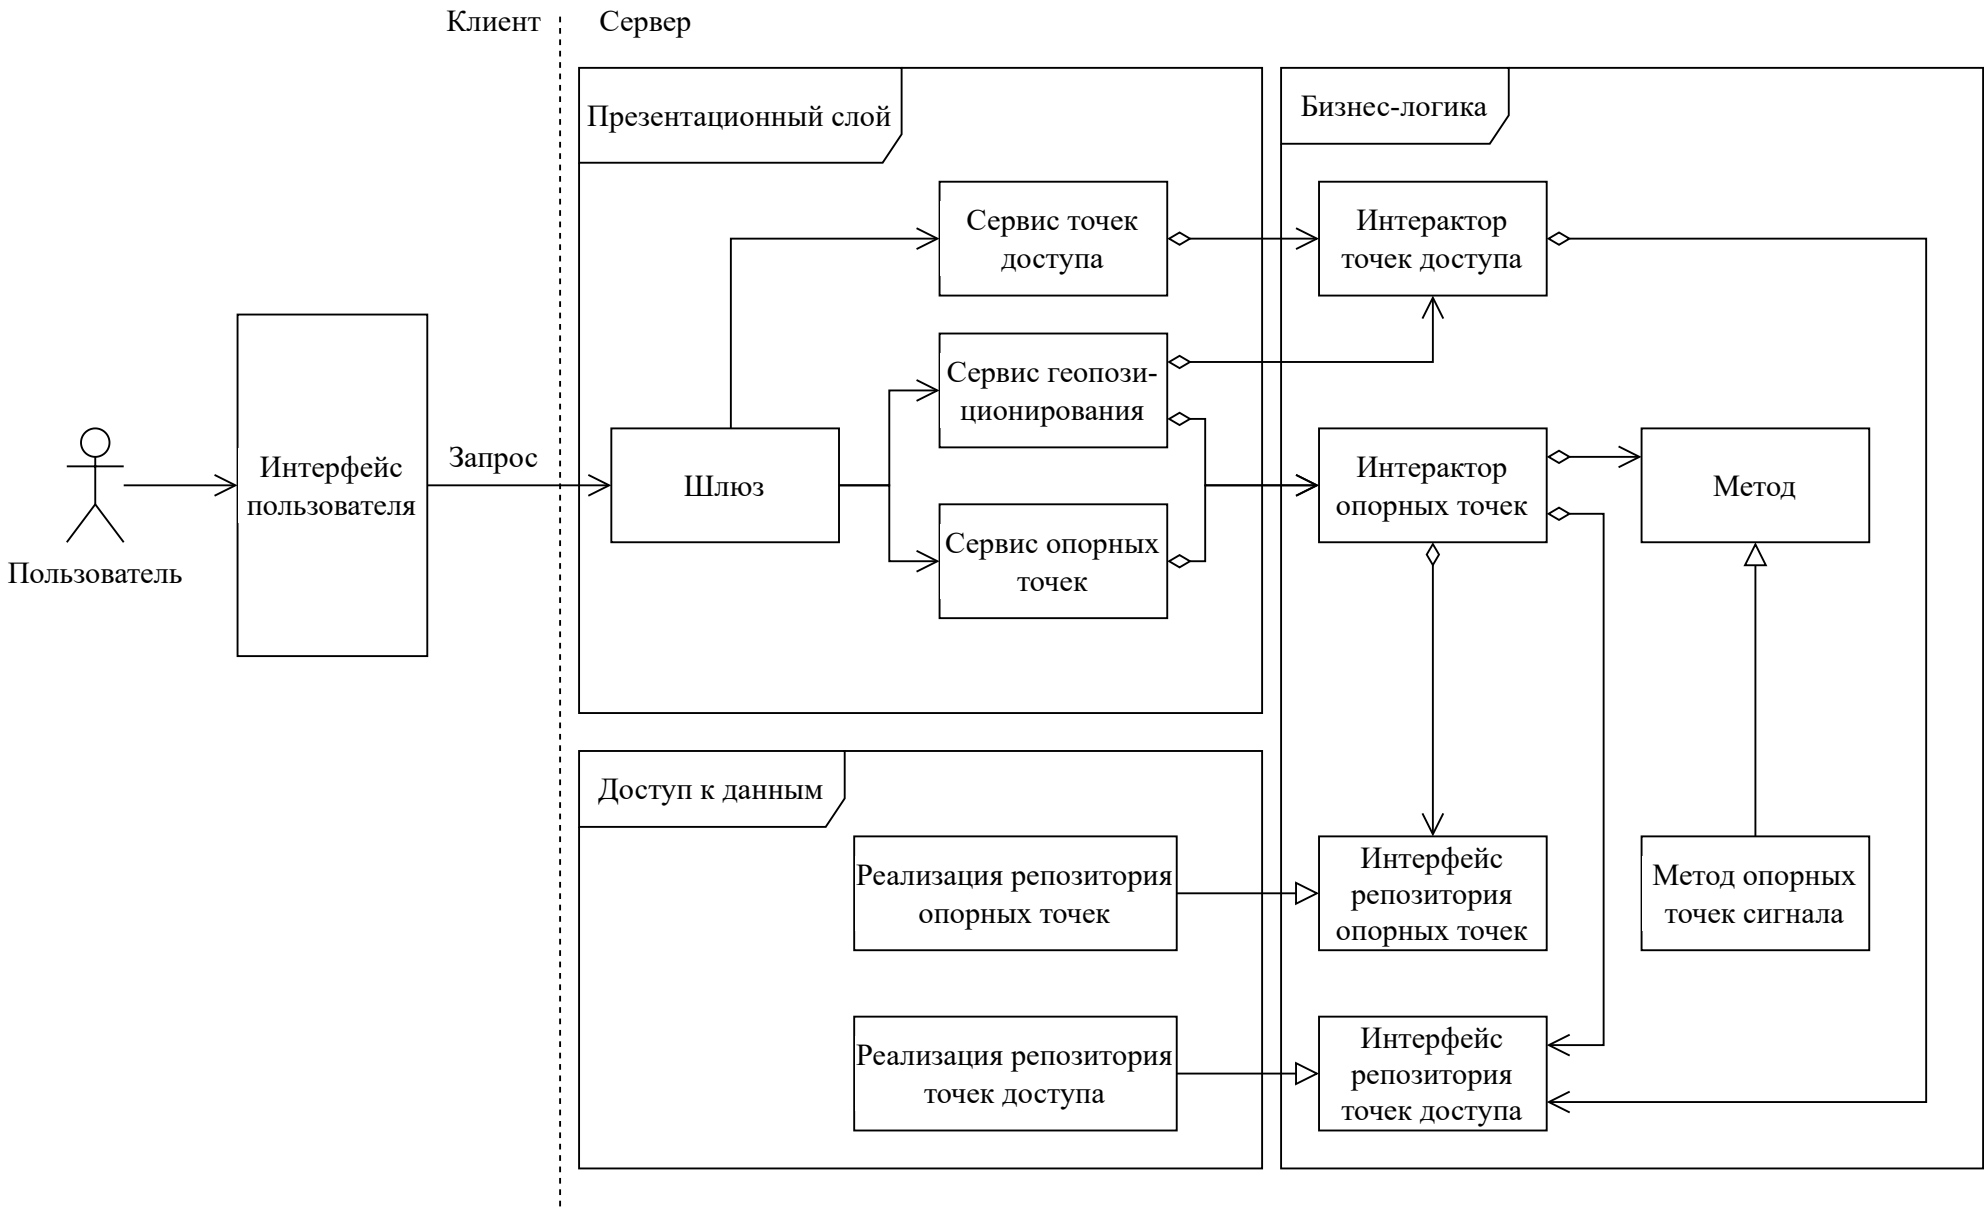 Клиент
Сервер
Презентационный слой
Бизнес-логика
Сервис точек
доступа
Интерактор
точек доступа
Сервис геопози-
ционирования
Пользователь
Интерфейс
пользователя
Запрос
Шлюз
Интерактор
опорных точек
Метод
Сервис опорных
точек
Доступ к данным
Реализация репозитория
опорных точек
Интерфейс
репозитория
опорных точек
Метод опорных
точек сигнала
Реализация репозитория
точек доступа
Интерфейс
репозитория
точек доступа